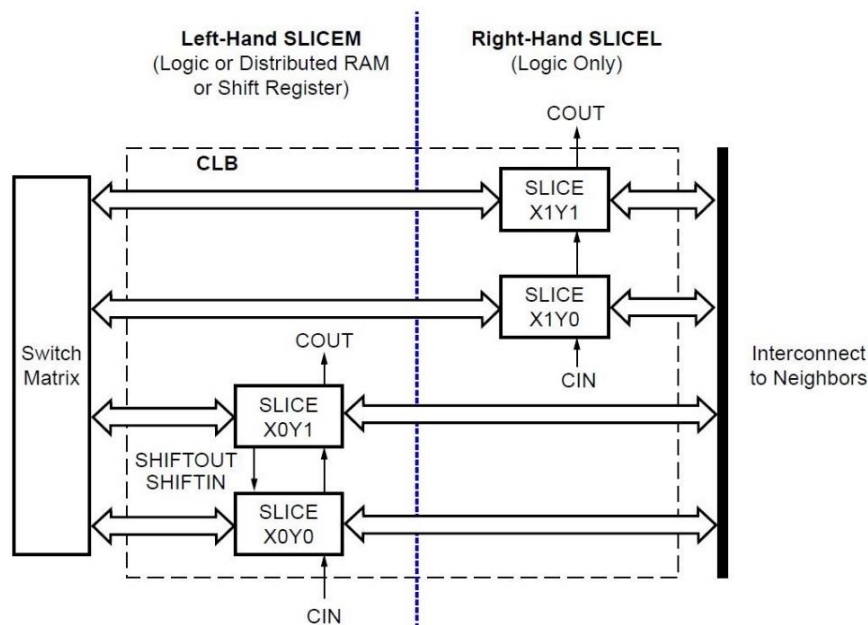 Left-Hand SLICEM
(Logic or Distributed RAM
or Shift Register)
Right-Hand SLICEL
(Logic Only)
COUT
CLB
SLICE
X1Y1
SLICE
X1Y0
COUT
CIN
Switch
Matrix
Interconnect
to Neighbors
SLICE
X0Y1
SHIFTOUT
SHIFTIN
SLICE
X0Y0
CIN